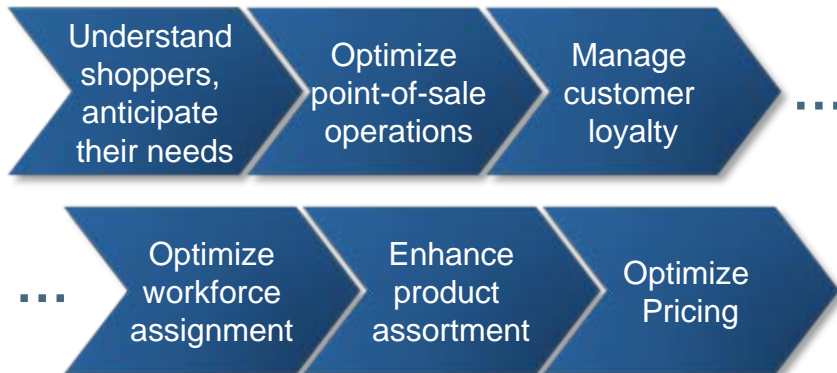 Understand
shoppers,
anticipate
their needs
Optimize
point-of-sale
operations
Manage
customer
loyalty
...
...
Optimize
workforce
assignment
Enhance
product
assortment
Optimize
Pricing